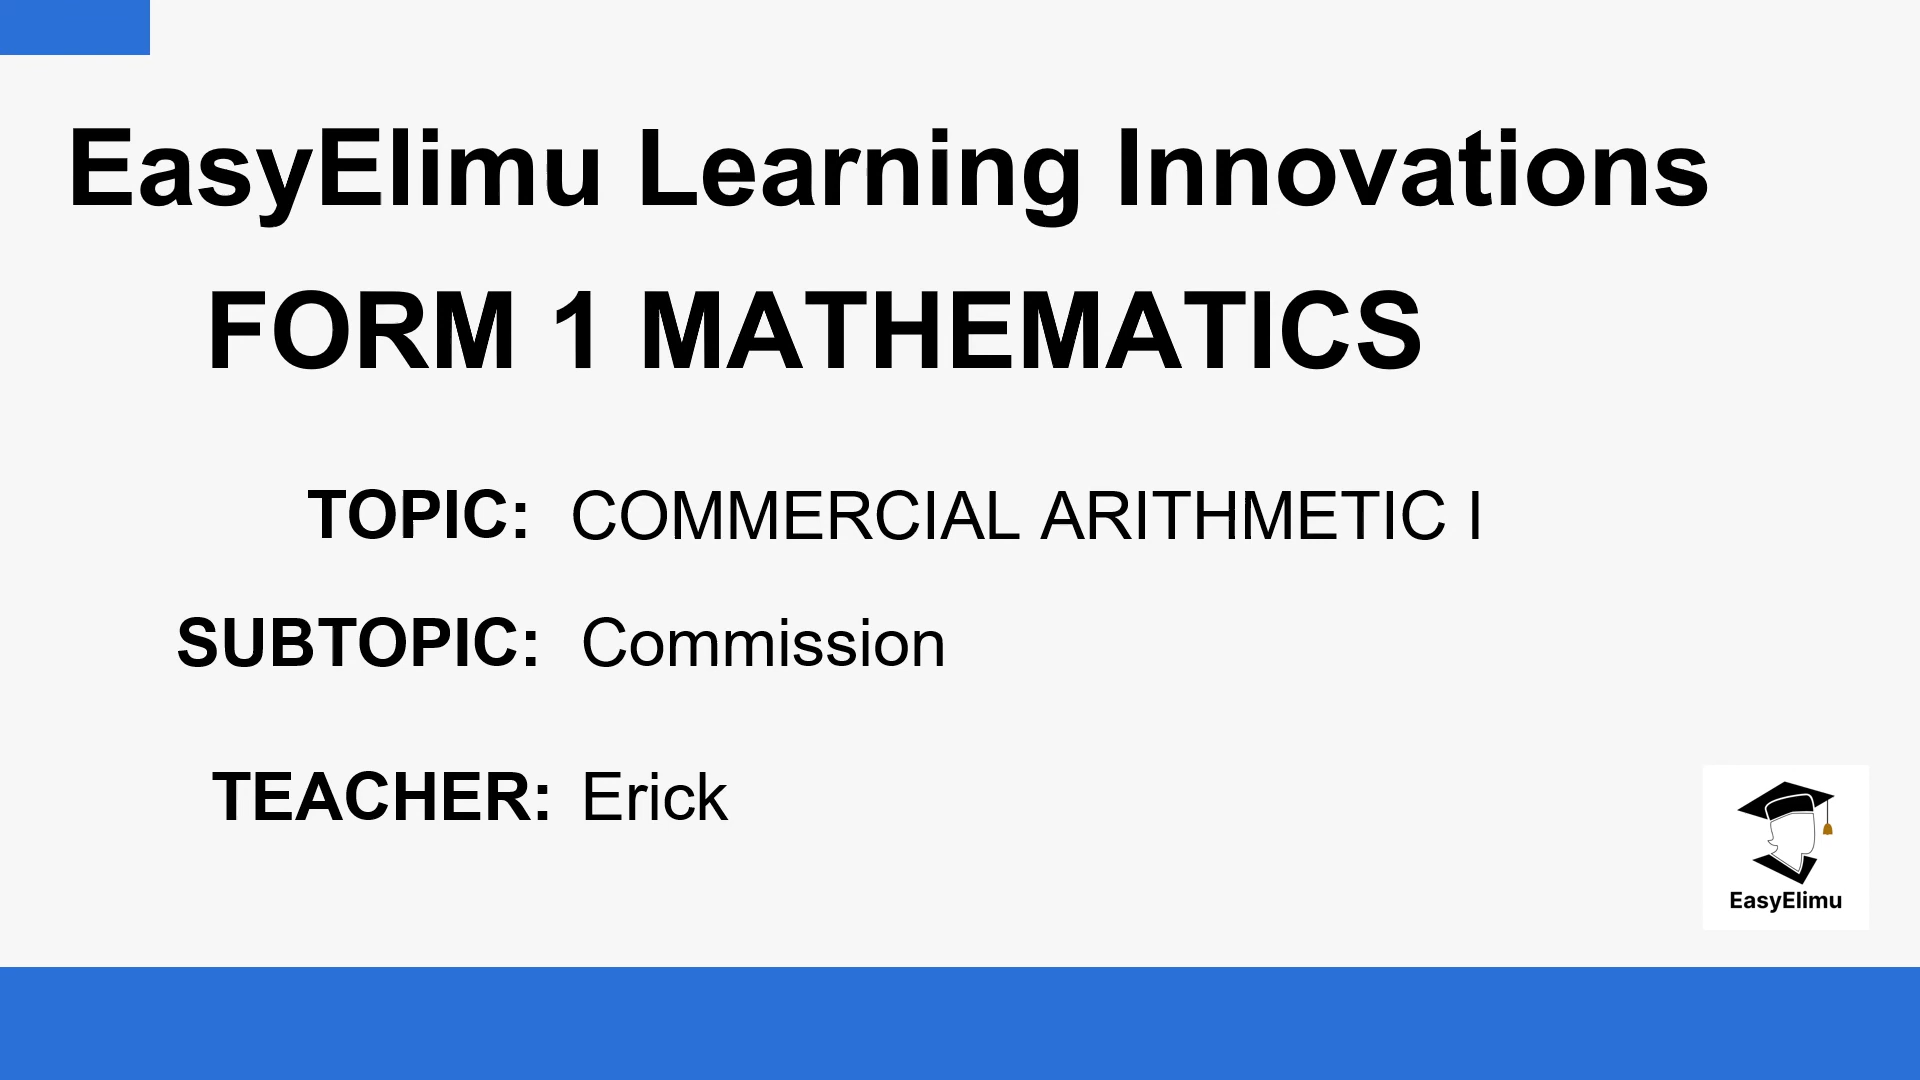 EasyElimu Learning Innovations
FORM 1 MATHEMATICS
TOPIC: COMMERCIAL ARITHMETIC I
SUBTOPIC: Commission
TEACHER: Erick
EasyElimu